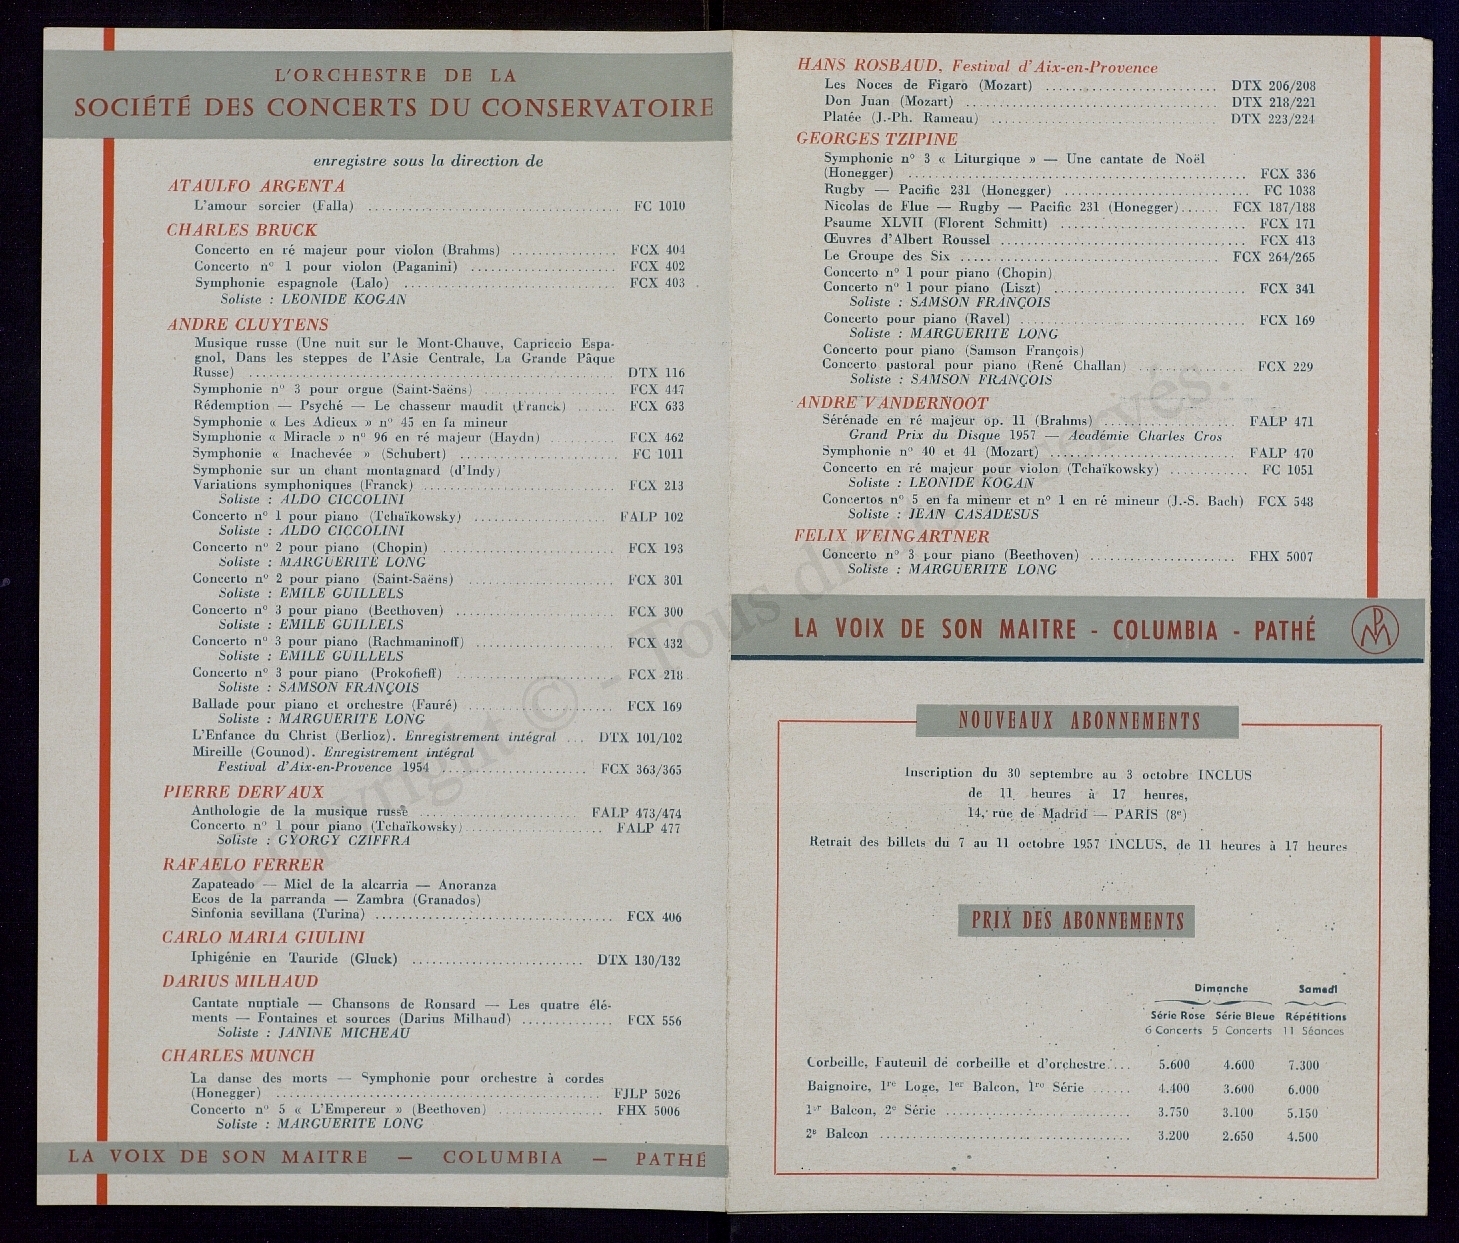 L'ORCHESTRE DE LA
SOCIÉTÉ DES CONCERTS DU CONSERVATOIRE
enregistre sous la direction de
ATAULFO ARGENTA
L'amour sorcier (Falla) .......... FC 1010
CHARLES BRUCK
Concerto en ré majeur pour violon (Brahms) .......... FCX 404
Concerto n° 1 pour violon (Paganini) .......... FCX 402
Symphonie espagnole (Lalo) .......... FCX 403
Soliste : LEONIDE KOGAN
ANDRE CLUYTENS
Musique russe (Une nuit sur le Mont-Chauve, Capriccio Espa-
gnol, Dans les steppes de l'Asie Centrale, La Grande Pâque
Russe) .......... DTX 116
Symphonie n° 3 pour orgue (Saint-Saëns) .......... FCX 447
Rédemption — Psyché — Le chasseur maudit (Franck) ...... FCX 633
Symphonie « Les Adieux » n° 45 en fa mineur
Symphonie « Miracle » n° 96 en ré majeur (Haydn) .......... FCX 462
Symphonie « Inachevée » (Schubert) .......... FC 1011
Symphonie sur un chant montagnard (d'Indy)
Variations symphoniques (Franck) .......... FCX 213
Soliste : ALDO CICCOLINI
Concerto n° 1 pour piano (Tchaïkowsky) .......... FALP 102
Soliste : ALDO CICCOLINI
Concerto n° 2 pour piano (Chopin) .......... FCX 193
Soliste : MARGUERITE LONG
Concerto n° 2 pour piano (Saint-Saëns) .......... FCX 301
Soliste : EMILE GUILLELS
Concerto n° 3 pour piano (Beethoven) .......... FCX 300
Soliste : EMILE GUILLELS
Concerto n° 3 pour piano (Rachmaninoff) .......... FCX 432
Soliste : EMILE GUILLELS
Concerto n° 3 pour piano (Prokofieff) .......... FCX 218
Soliste : SAMSON FRANÇOIS
Ballade pour piano et orchestre (Fauré) .......... FCX 169
Soliste : MARGUERITE LONG
L'Enfance du Christ (Berlioz). Enregistrement intégral ... DTX 101/102
Mireille (Gounod). Enregistrement intégral
Festival d'Aix-en-Provence 1954 .......... FCX 363/365
PIERRE DERVAUX
Anthologie de la musique russe .......... FALP 473/474
Concerto n° 1 pour piano (Tchaïkowsky) .......... FALP 477
Soliste : GYORGY CZIFFRA
RAFAELO FERRER
Zapateado — Miel de la alcarria — Anoranza
Ecos de la parranda — Zambra (Granados)
Sinfonia sevillana (Turina) .......... FCX 406
CARLO MARIA GIULINI
Iphigénie en Tauride (Gluck) .......... DTX 130/132
DARIUS MILHAUD
Cantate nuptiale — Chansons de Ronsard — Les quatre élé-
ments — Fontaines et sources (Darius Milhaud) .......... FCX 556
Soliste : JANINE MICHEAU
CHARLES MUNCH
La danse des morts — Symphonie pour orchestre à cordes
(Honegger) .......... FJLP 5026
Concerto n° 5 « L'Empereur » (Beethoven) .......... FHX 5006
Soliste : MARGUERITE LONG
LA VOIX DE SON MAITRE — COLUMBIA — PATHÉ
HANS ROSBAUD, Festival d'Aix-en-Provence
Les Noces de Figaro (Mozart) .......... DTX 206/208
Don Juan (Mozart) .......... DTX 218/221
Platée (J.-Ph. Rameau) .......... DTX 223/224
GEORGES TZIPINE
Symphonie n° 3 « Liturgique » — Une cantate de Noël
(Honegger) .......... FCX 336
Rugby — Pacific 231 (Honegger) .......... FC 1038
Nicolas de Flue — Rugby — Pacific 231 (Honegger)...... FCX 187/188
Psaume XLVII (Florent Schmitt) .......... FCX 171
Œuvres d'Albert Roussel .......... FCX 413
Le Groupe des Six .......... FCX 264/265
Concerto n° 1 pour piano (Chopin)
Concerto n° 1 pour piano (Liszt) .......... FCX 341
Soliste : SAMSON FRANÇOIS
Concerto pour piano (Ravel) .......... FCX 169
Soliste : MARGUERITE LONG
Concerto pour piano (Samson François)
Concerto pastoral pour piano (René Challan) .......... FCX 229
Soliste : SAMSON FRANÇOIS
ANDRE VANDERNOOT
Sérénade en ré majeur op. 11 (Brahms) .......... FALP 471
Grand Prix du Disque 1957 — Académie Charles Cros
Symphonie n° 40 et 41 (Mozart) .......... FALP 470
Concerto en ré majeur pour violon (Tchaïkowsky) .......... FC 1051
Soliste : LEONIDE KOGAN
Concertos n° 5 en fa mineur et n° 1 en ré mineur (J.-S. Bach) FCX 548
Soliste : JEAN CASADESUS
FELIX WEINGARTNER
Concerto n° 3 pour piano (Beethoven) .......... FHX 5007
Soliste : MARGUERITE LONG
LA VOIX DE SON MAITRE - COLUMBIA - PATHÉ
NOUVEAUX ABONNEMENTS
Inscription du 30 septembre au 3 octobre INCLUS
de 11 heures à 17 heures,
14, rue de Madrid — PARIS (8e)
Retrait des billets du 7 au 11 octobre 1957 INCLUS, de 11 heures à 17 heures
PRIX DES ABONNEMENTS
Dimanche Samedi
Série Rose Série Bleue Répétitions
6 Concerts 5 Concerts 11 Séances
Corbeille, Fauteuil de corbeille et d'orchestre.... 5.600 4.600 7.300
Baignoire, 1re Loge, 1er Balcon, 1re Série ...... 4.400 3.600 6.000
1er Balcon, 2e Série .......... 3.750 3.100 5.150
2e Balcon .......... 3.200 2.650 4.500
Copyright © - Tous droits réservés.